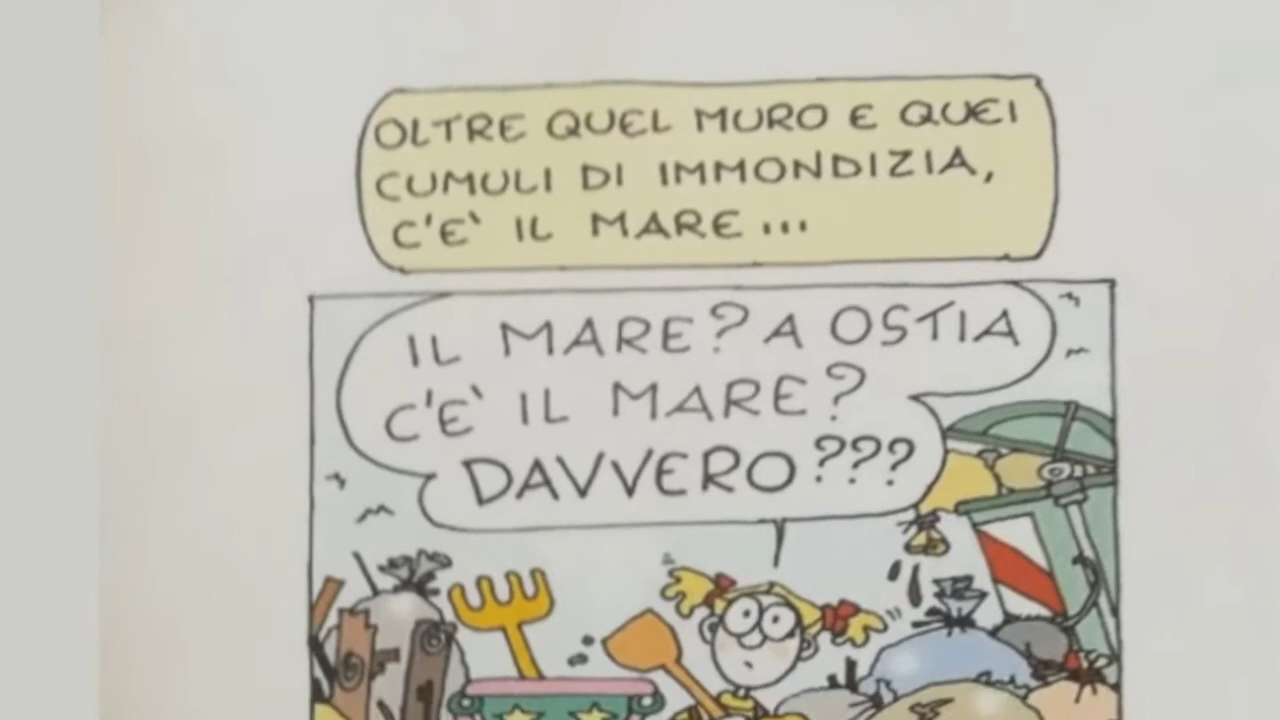 OLTRE QUEL MURO E QUEI
CUMULI DI IMMONDIZIA,
C'E' IL MARE...
IL MARE? A OSTIA
C'E' IL MARE?
DAVVERO???